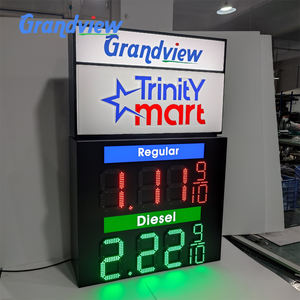 Grandview
Grandview
Trinity
mart
Regular
1.11 9/10
Diesel
2.22 9/10